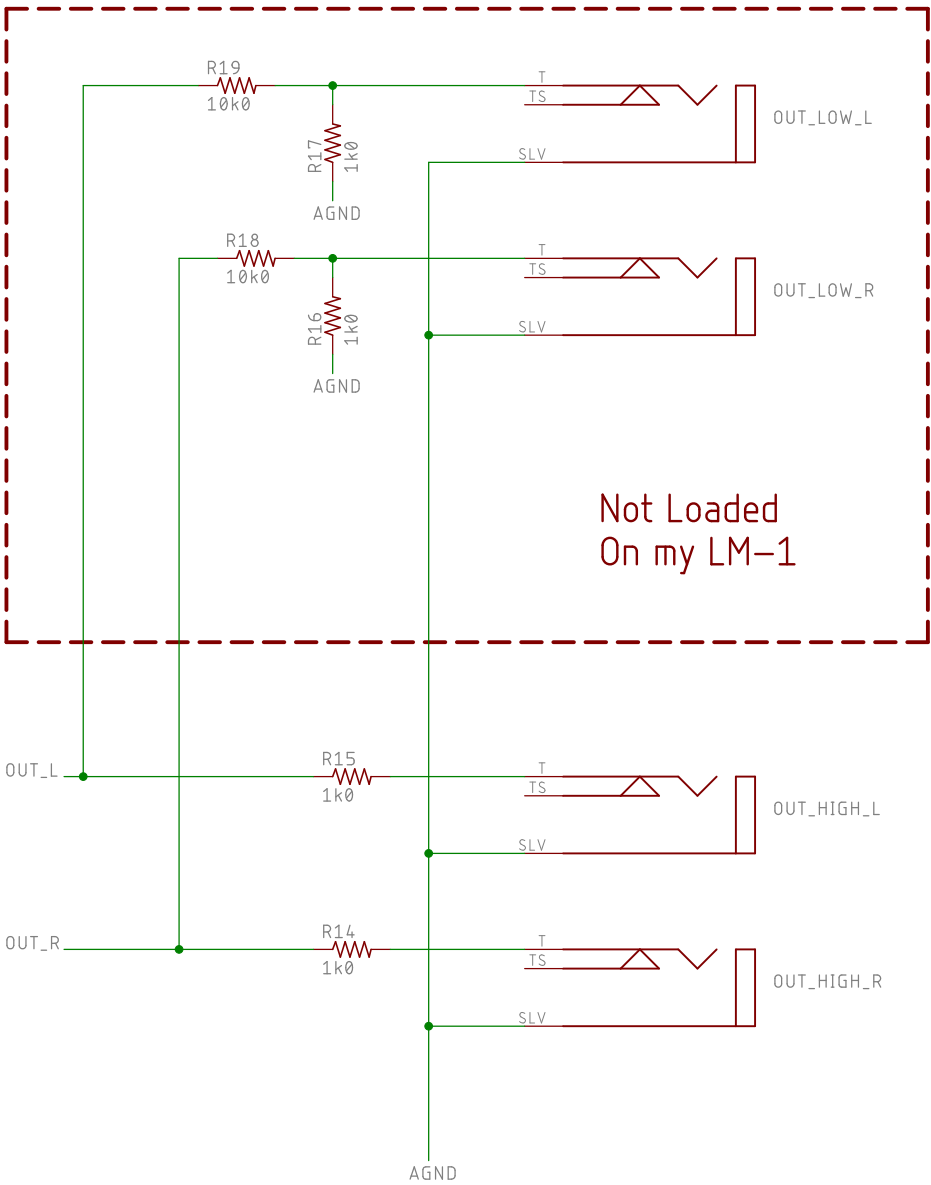 R19
10k0
T
TS
OUT_LOW_L
R17
1k0
SLV
AGND
R18
10k0
T
TS
OUT_LOW_R
R16
1k0
SLV
AGND
Not Loaded
On my LM-1
OUT_L
R15
1k0
T
TS
OUT_HIGH_L
SLV
OUT_R
R14
1k0
T
TS
OUT_HIGH_R
SLV
AGND